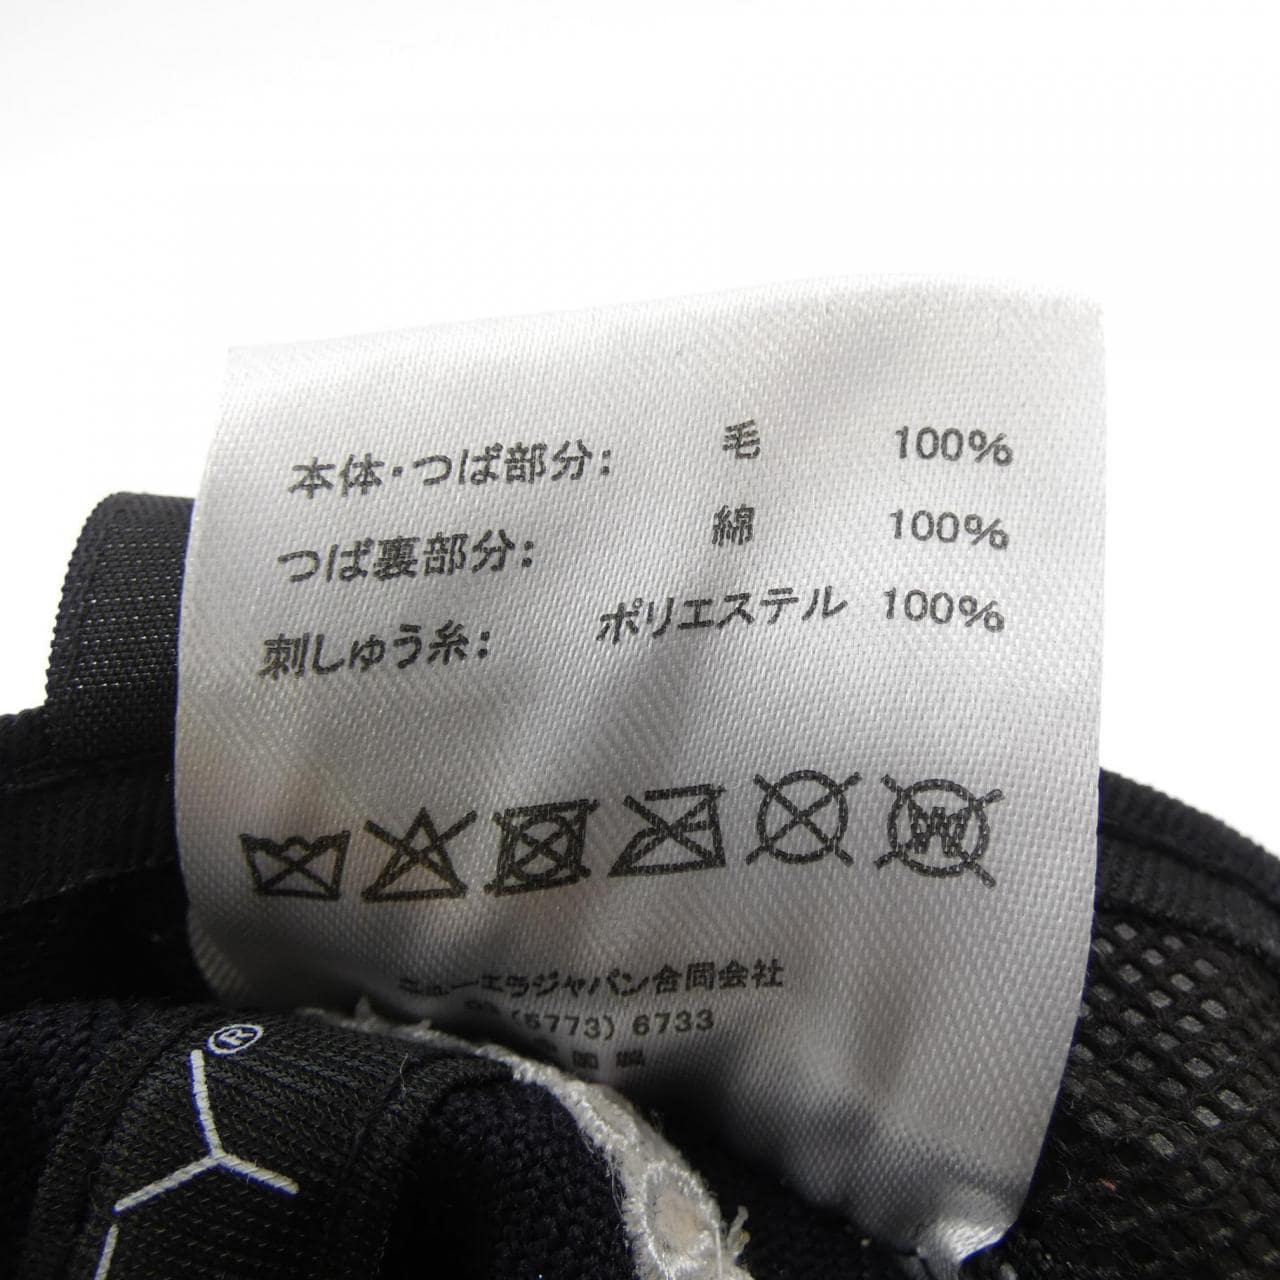 本体・つば部分: 毛 100%
つば裏部分: 綿 100%
刺しゅう糸: ポリエステル 100%
W
ニューエラジャパン合同会社
(5773) 6733
製
®